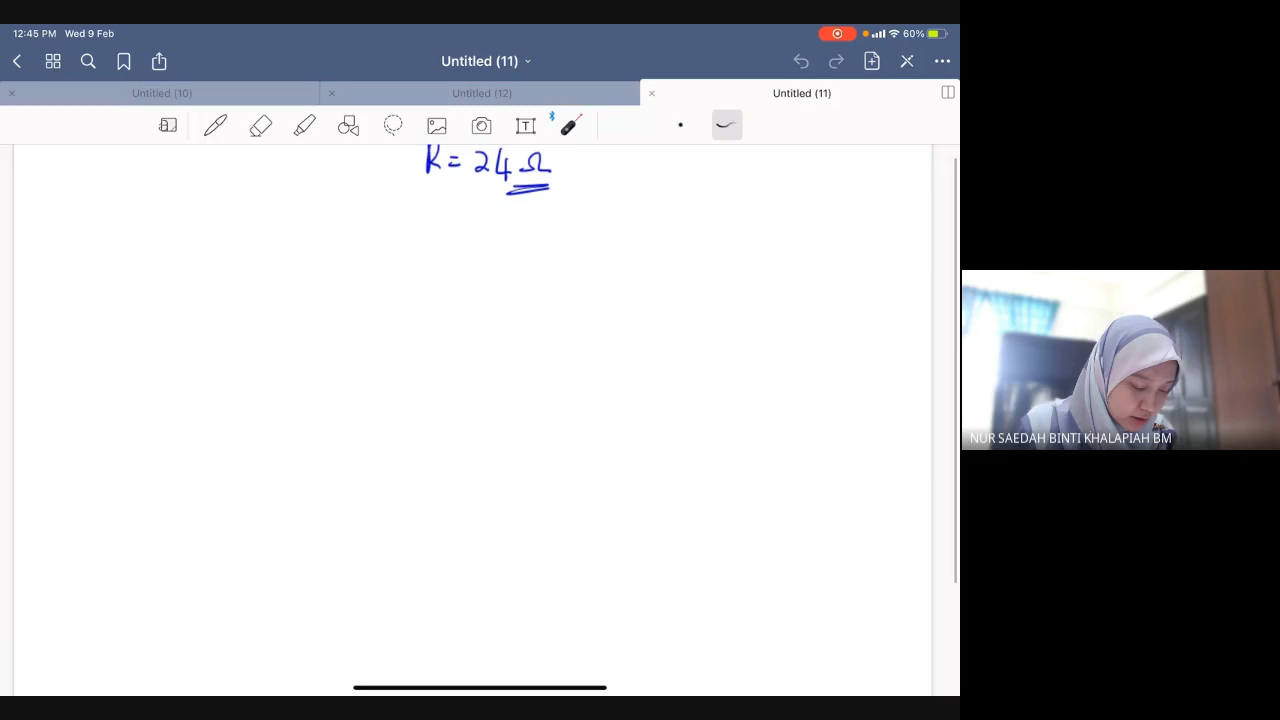 12:45 PM Wed 9 Feb
60%
Untitled (11)
Untitled (10)
Untitled (12)
Untitled (11)
T
R = 24 Ω
NUR SAEDAH BINTI KHALAPIAH BM